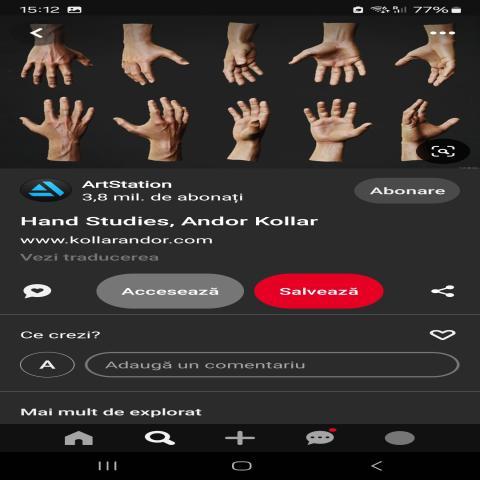 15:12
77%
ArtStation
3,8 mil. de abonați
Abonare
Hand Studies, Andor Kollar
www.kollarandor.com
Vezi traducerea
Accesează
Salvează
Ce crezi?
A
Adaugă un comentariu
Mai mult de explorat